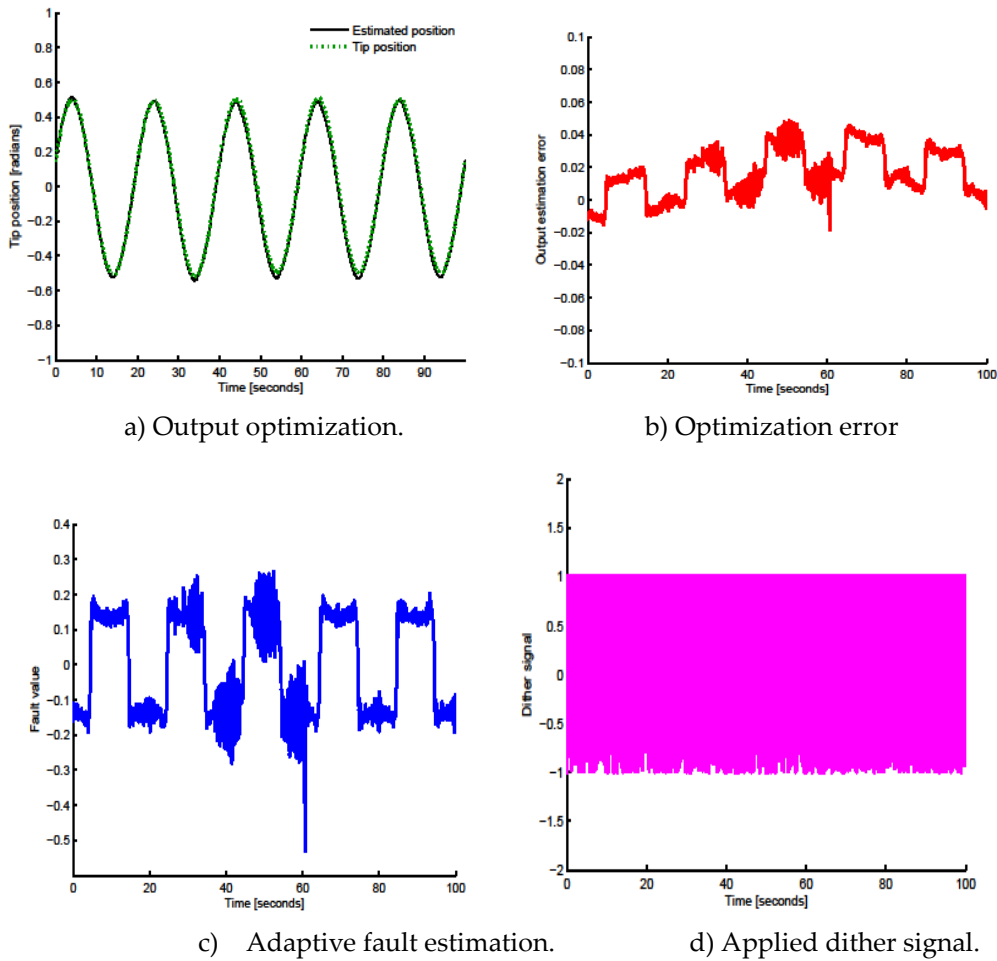 1
0.8
0.6
0.4
0.2
0
−0.2
−0.4
−0.6
−0.8
−1
Tip position [radians]
Estimated position
Tip position
0 10 20 30 40 50 60 70 80 90
Time [seconds]
a) Output optimization.
0.1
0.08
0.06
0.04
0.02
0
−0.02
−0.04
−0.06
−0.08
−0.1
Output estimation error
0 20 40 60 80 100
Time [seconds]
b) Optimization error
0.4
0.3
0.2
0.1
0
−0.1
−0.2
−0.3
−0.4
−0.5
Fault value
0 20 40 60 80 100
Time [seconds]
c) Adaptive fault estimation.
2
1.5
1
0.5
0
−0.5
−1
−1.5
−2
Dither signal
0 20 40 60 80 100
Time [seconds]
d) Applied dither signal.